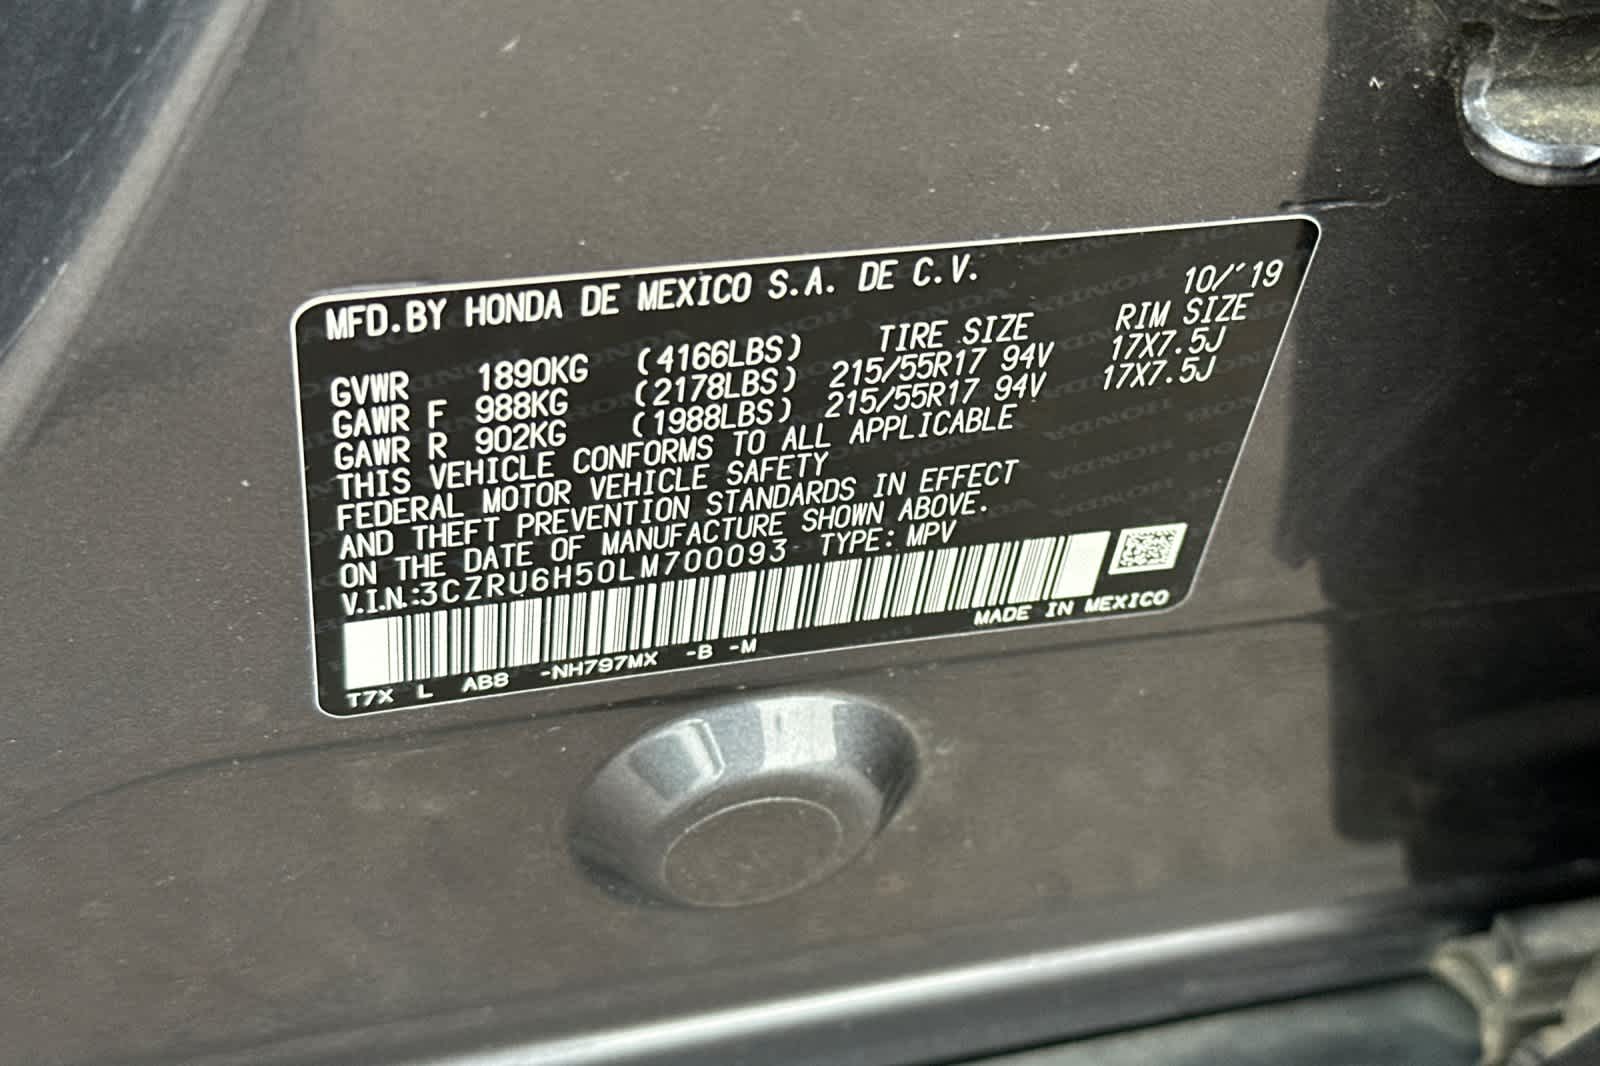 MFD.BY HONDA DE MEXICO S.A. DE C.V. 10/'19
TIRE SIZE RIM SIZE
GVWR 1890KG (4166LBS)
GAWR F 988KG (2178LBS) 215/55R17 94V 17X7.5J
GAWR R 902KG (1988LBS) 215/55R17 94V 17X7.5J
THIS VEHICLE CONFORMS TO ALL APPLICABLE
FEDERAL MOTOR VEHICLE SAFETY
AND THEFT PREVENTION STANDARDS IN EFFECT
ON THE DATE OF MANUFACTURE SHOWN ABOVE.
V.I.N.:3CZRU6H50LM700093 TYPE: MPV
MADE IN MEXICO
T7X L AB8 -NH797MX -B -M